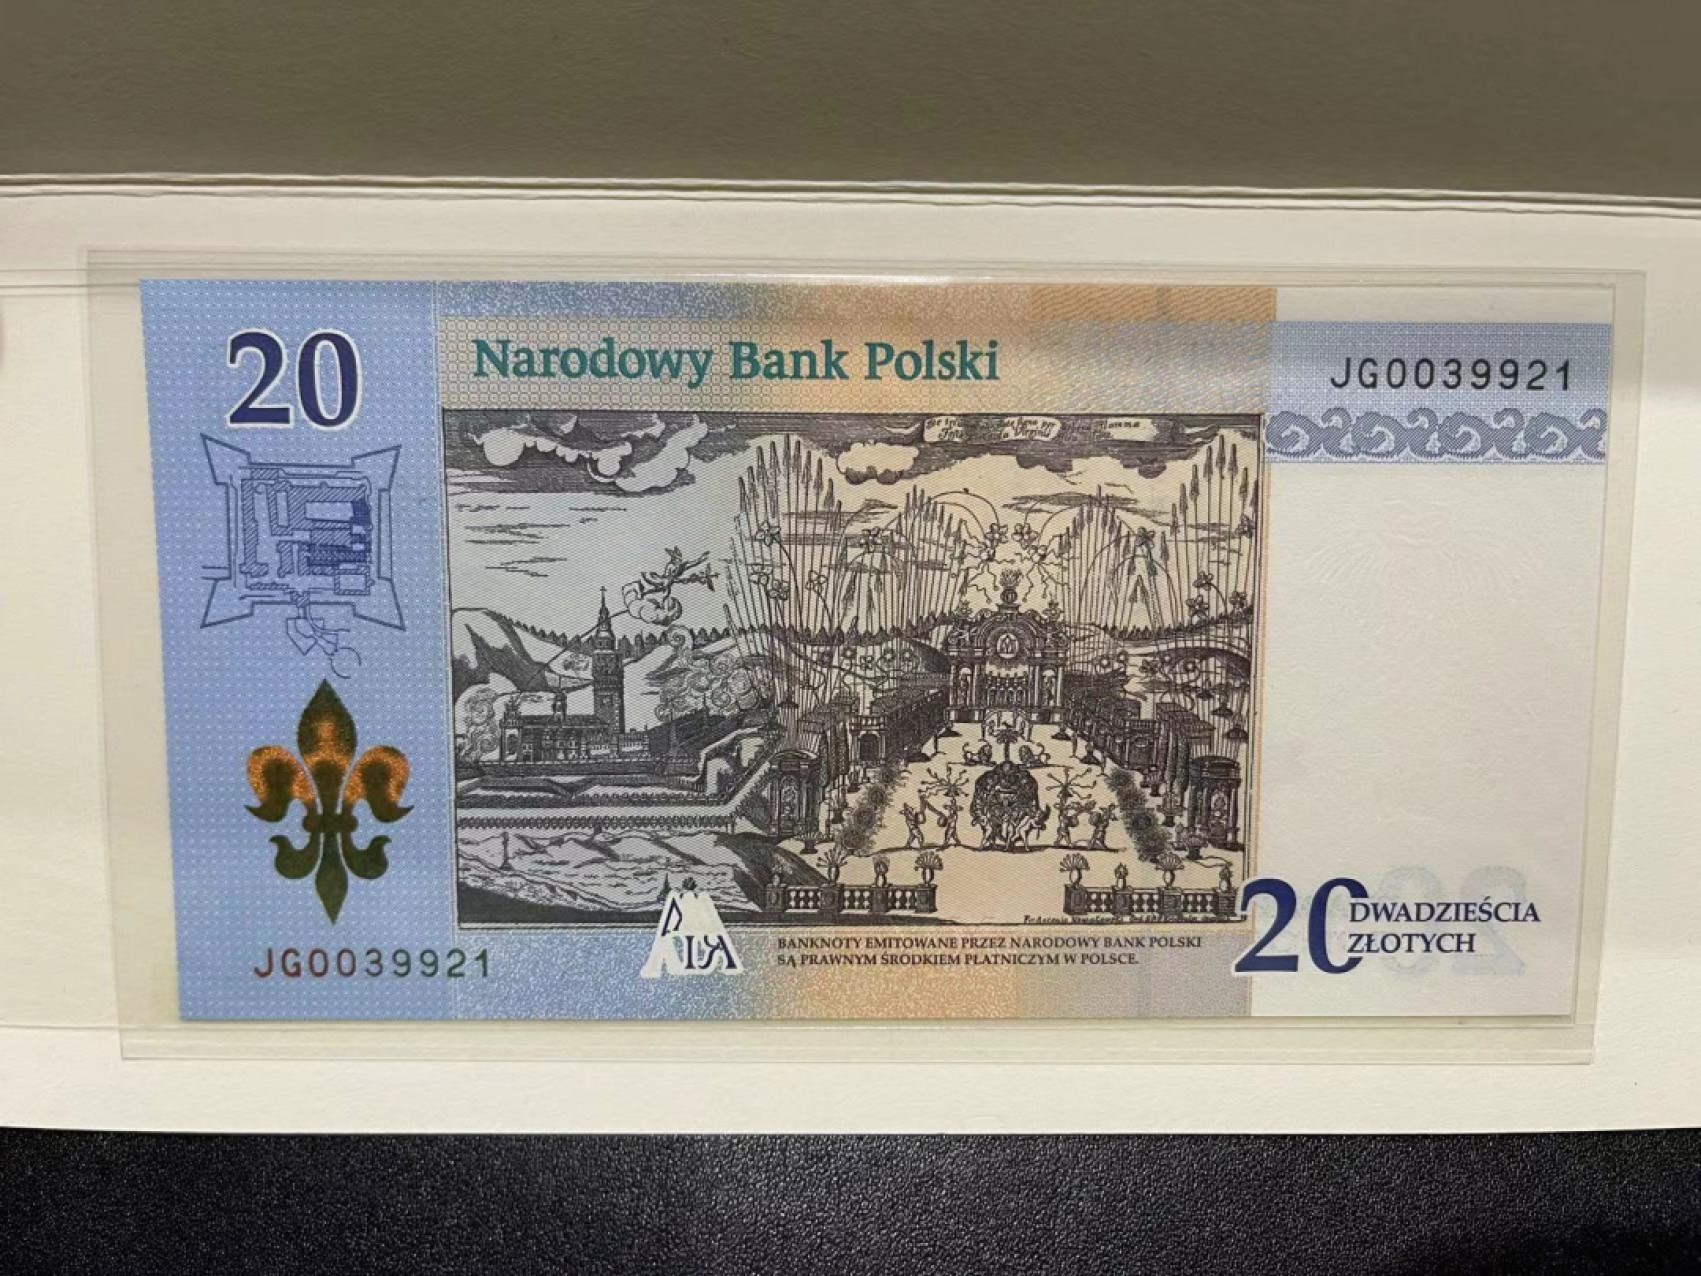 20
Narodowy Bank Polski
JG0039921
JG0039921
BANKNOTY EMITOWANE PRZEZ NARODOWY BANK POLSKI
SĄ PRAWNYM ŚRODKIEM PŁATNICZYM W POLSCE.
20 DWADZIEŚCIA
ZŁOTYCH